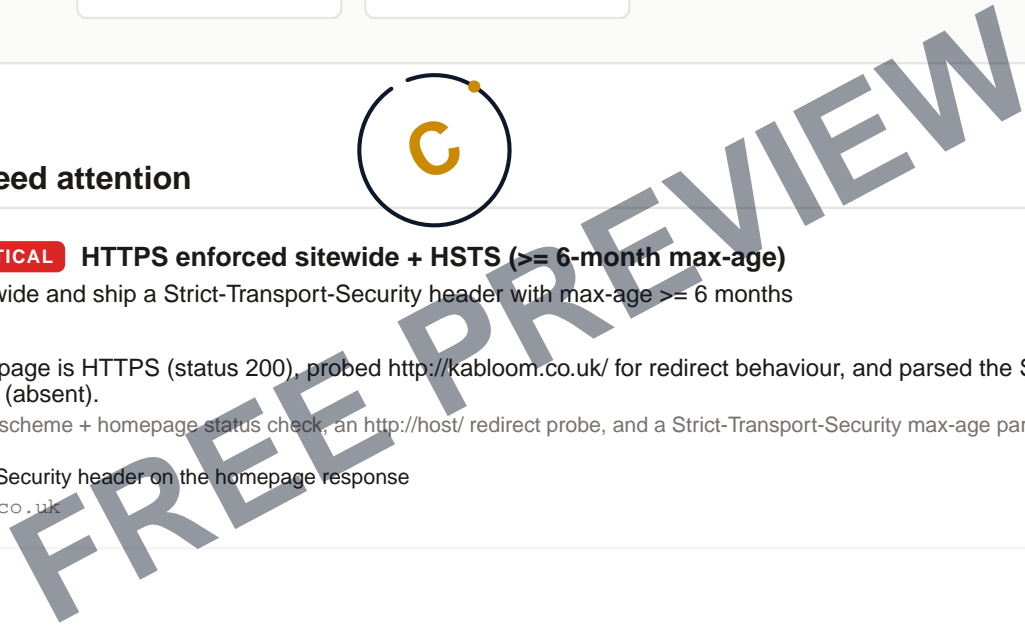 C
eed attention
TICAL HTTPS enforced sitewide + HSTS (>= 6-month max-age)
wide and ship a Strict-Transport-Security header with max-age >= 6 months
page is HTTPS (status 200), probed http://kabloom.co.uk/ for redirect behaviour, and parsed the S
(absent).
scheme + homepage status check, an http://host/ redirect probe, and a Strict-Transport-Security max-age par
Security header on the homepage response
co.uk
FREE PREVIEW